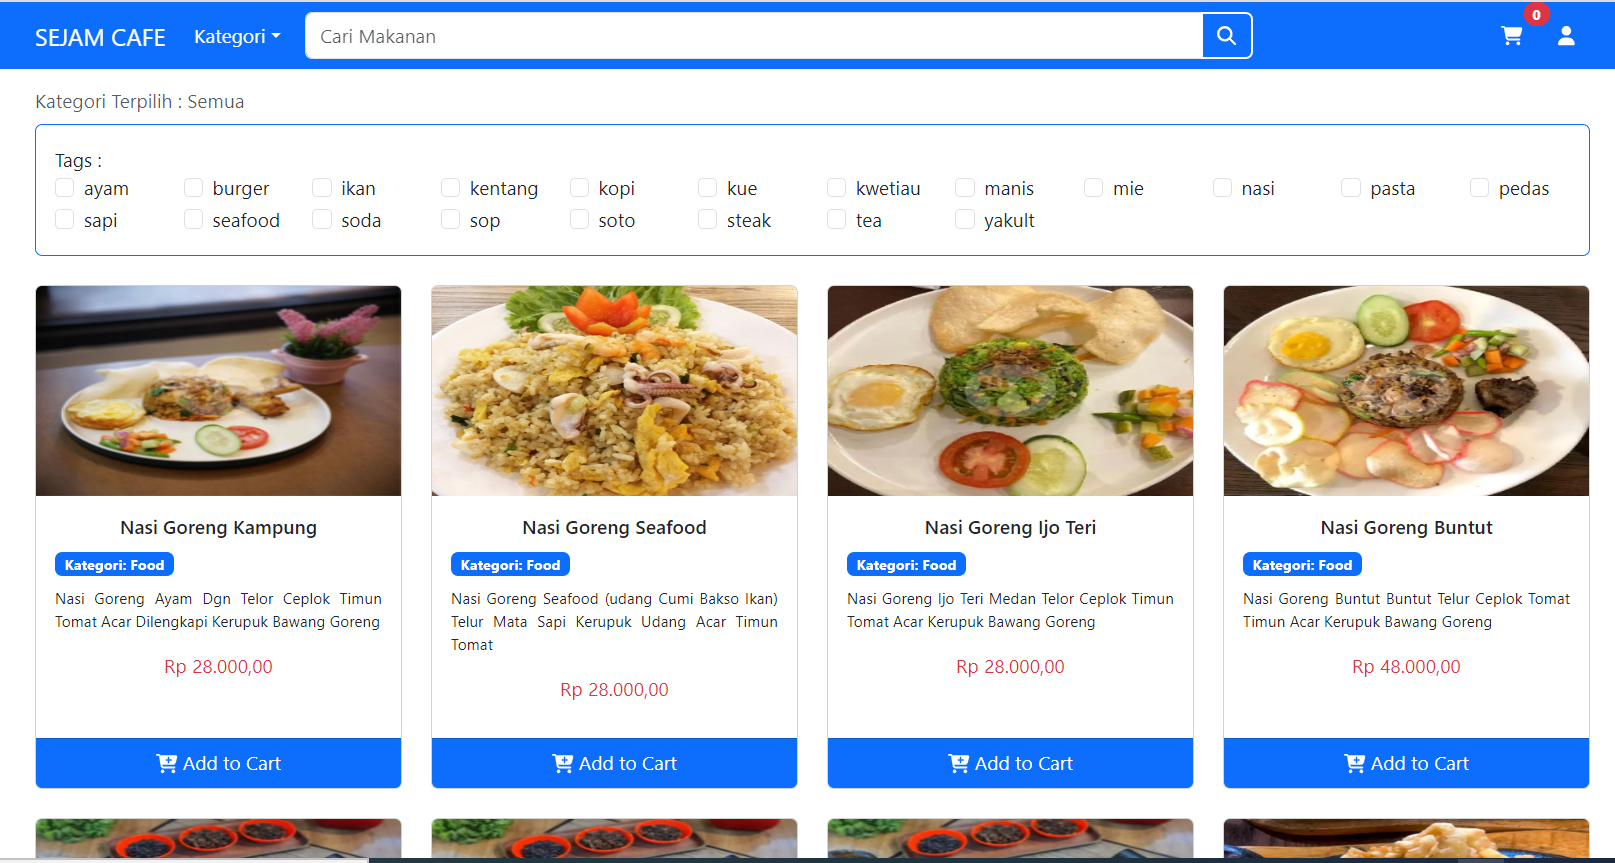 SEJAM CAFE Kategori Cari Makanan 0
Kategori Terpilih : Semua
Tags :
ayam burger ikan kentang kopi kue kwetiau manis mie nasi pasta pedas
sapi seafood soda sop soto steak tea yakult
Nasi Goreng Kampung
Kategori: Food
Nasi Goreng Ayam Dgn Telor Ceplok Timun
Tomat Acar Dilengkapi Kerupuk Bawang Goreng
Rp 28.000,00
Add to Cart
Nasi Goreng Seafood
Kategori: Food
Nasi Goreng Seafood (udang Cumi Bakso Ikan)
Telur Mata Sapi Kerupuk Udang Acar Timun
Tomat
Rp 28.000,00
Add to Cart
Nasi Goreng Ijo Teri
Kategori: Food
Nasi Goreng Ijo Teri Medan Telor Ceplok Timun
Tomat Acar Kerupuk Bawang Goreng
Rp 28.000,00
Add to Cart
Nasi Goreng Buntut
Kategori: Food
Nasi Goreng Buntut Buntut Telur Ceplok Tomat
Timun Acar Kerupuk Bawang Goreng
Rp 48.000,00
Add to Cart